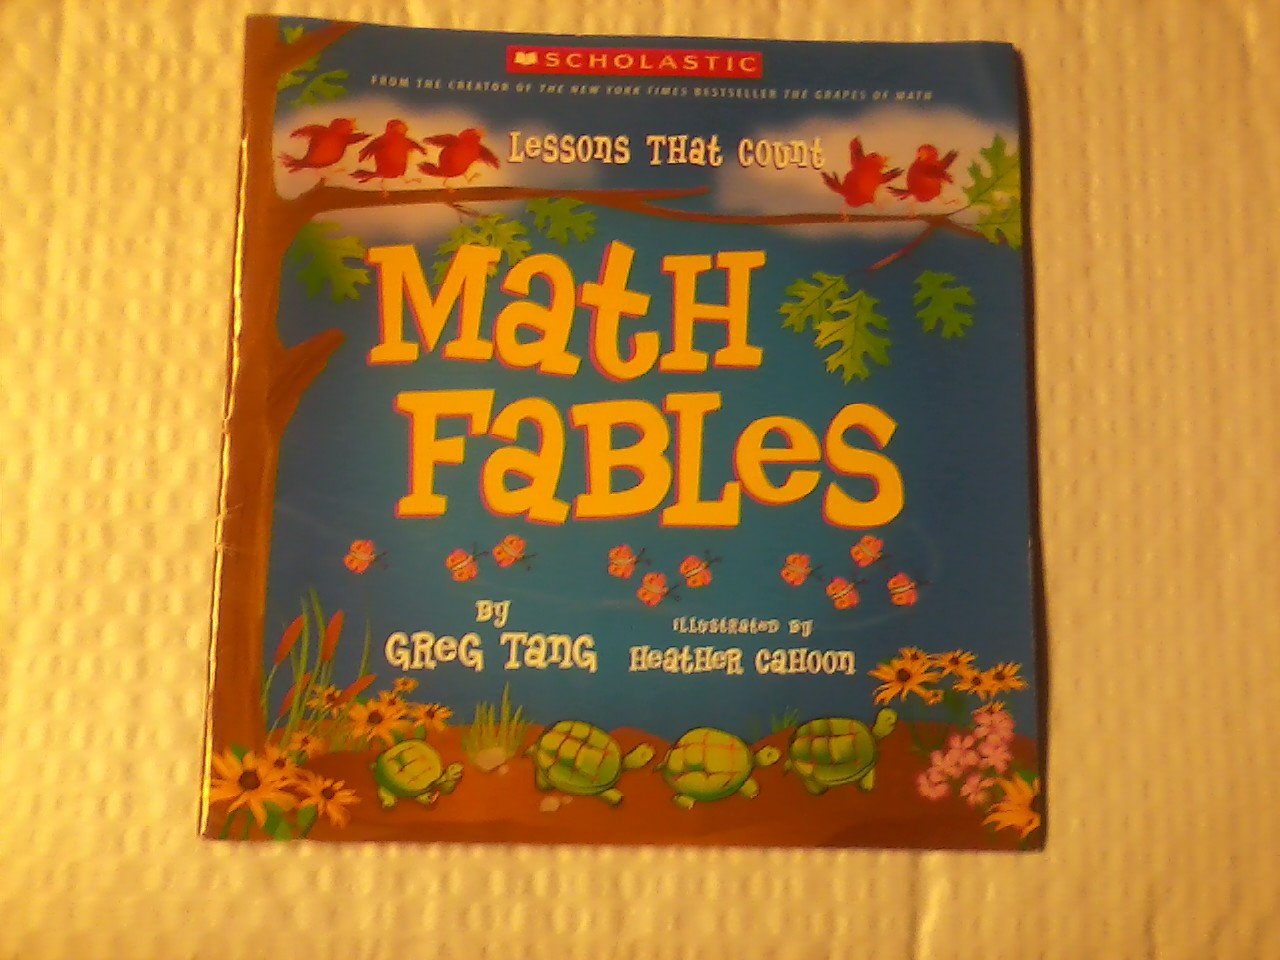 SCHOLASTIC
FROM THE CREATOR OF THE NEW YORK TIMES BESTSELLER THE GRAPES OF MATH
Lessons THat Count
MatH
Fables
By
Greg Tang
Illustrated by
Heather Cahoon